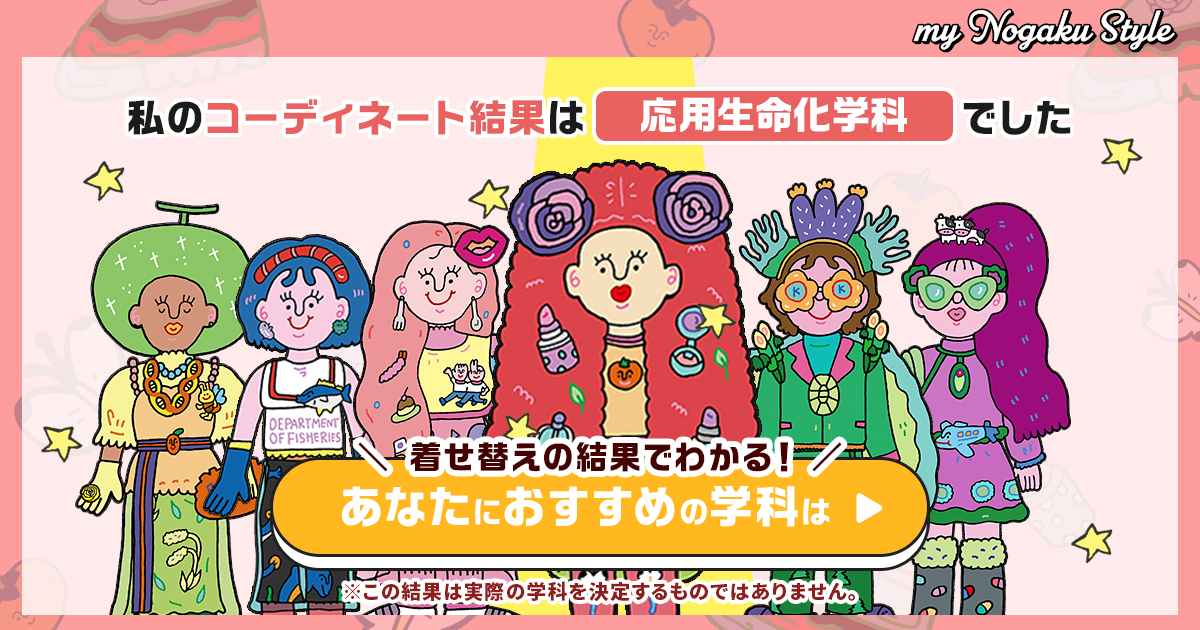 my Nogaku Style
私のコーディネート結果は 応用生命化学科 でした
K K
DEPARTMENT
OF FISHERIES
＼ 着せ替えの結果でわかる！ ／
あなたにおすすめの学科は ▶
※この結果は実際の学科を決定するものではありません。